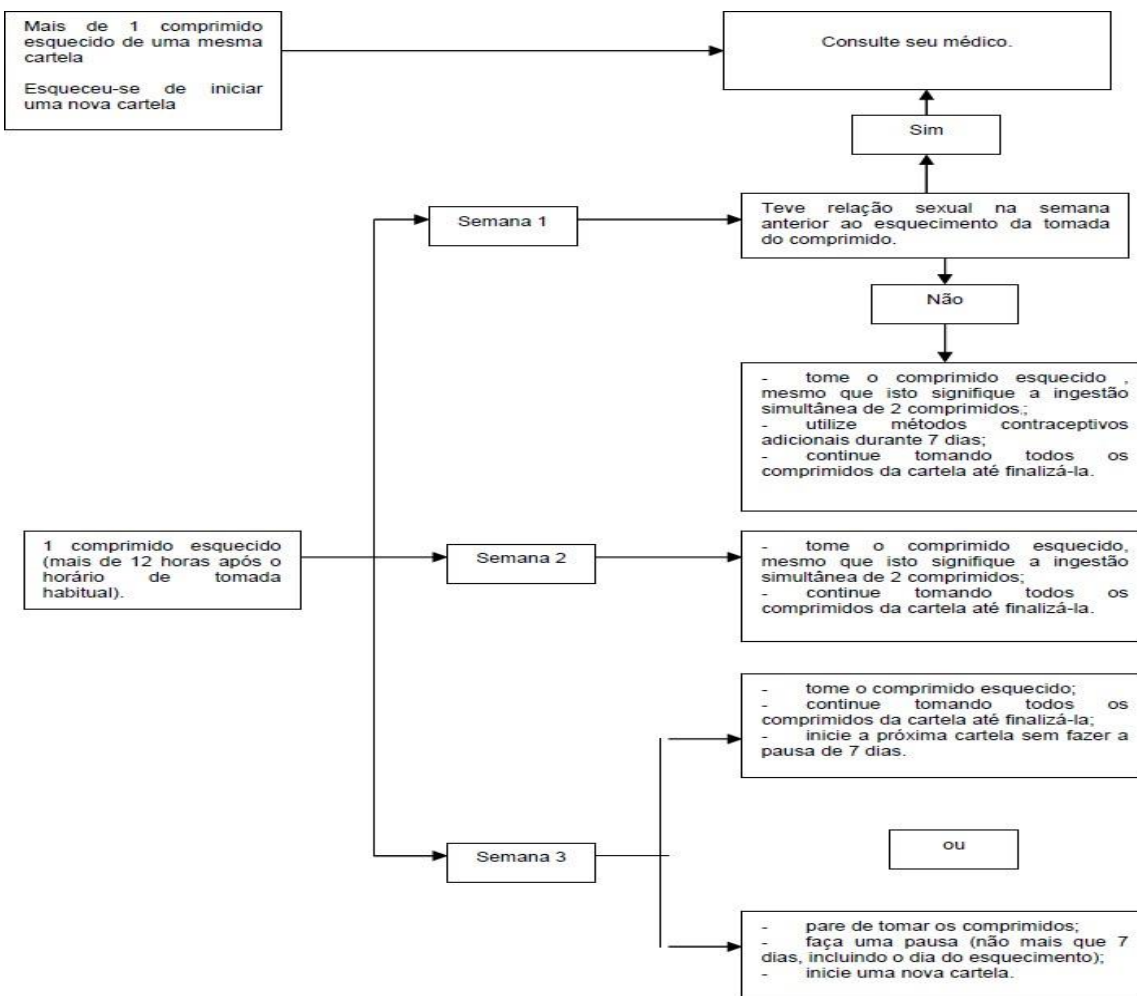 Mais de 1 comprimido
esquecido de uma mesma
cartela
Esqueceu-se de iniciar
uma nova cartela
Consulte seu médico.
Sim
Semana 1
Teve relação sexual na semana
anterior ao esquecimento da tomada
do comprimido.
Não
- tome o comprimido esquecido ,
mesmo que isto signifique a ingestão
simultânea de 2 comprimidos.;
- utilize métodos contraceptivos
adicionais durante 7 dias;
- continue tomando todos os
comprimidos da cartela até finalizá-la.
1 comprimido esquecido
(mais de 12 horas após o
horário de tomada
habitual).
Semana 2
- tome o comprimido esquecido,
mesmo que isto signifique a ingestão
simultânea de 2 comprimidos;
- continue tomando todos os
comprimidos da cartela até finalizá-la.
Semana 3
- tome o comprimido esquecido;
- continue tomando todos os
comprimidos da cartela até finalizá-la;
- inicie a próxima cartela sem fazer a
pausa de 7 dias.
ou
- pare de tomar os comprimidos;
- faça uma pausa (não mais que 7
dias, incluindo o dia do esquecimento);
- inicie uma nova cartela.